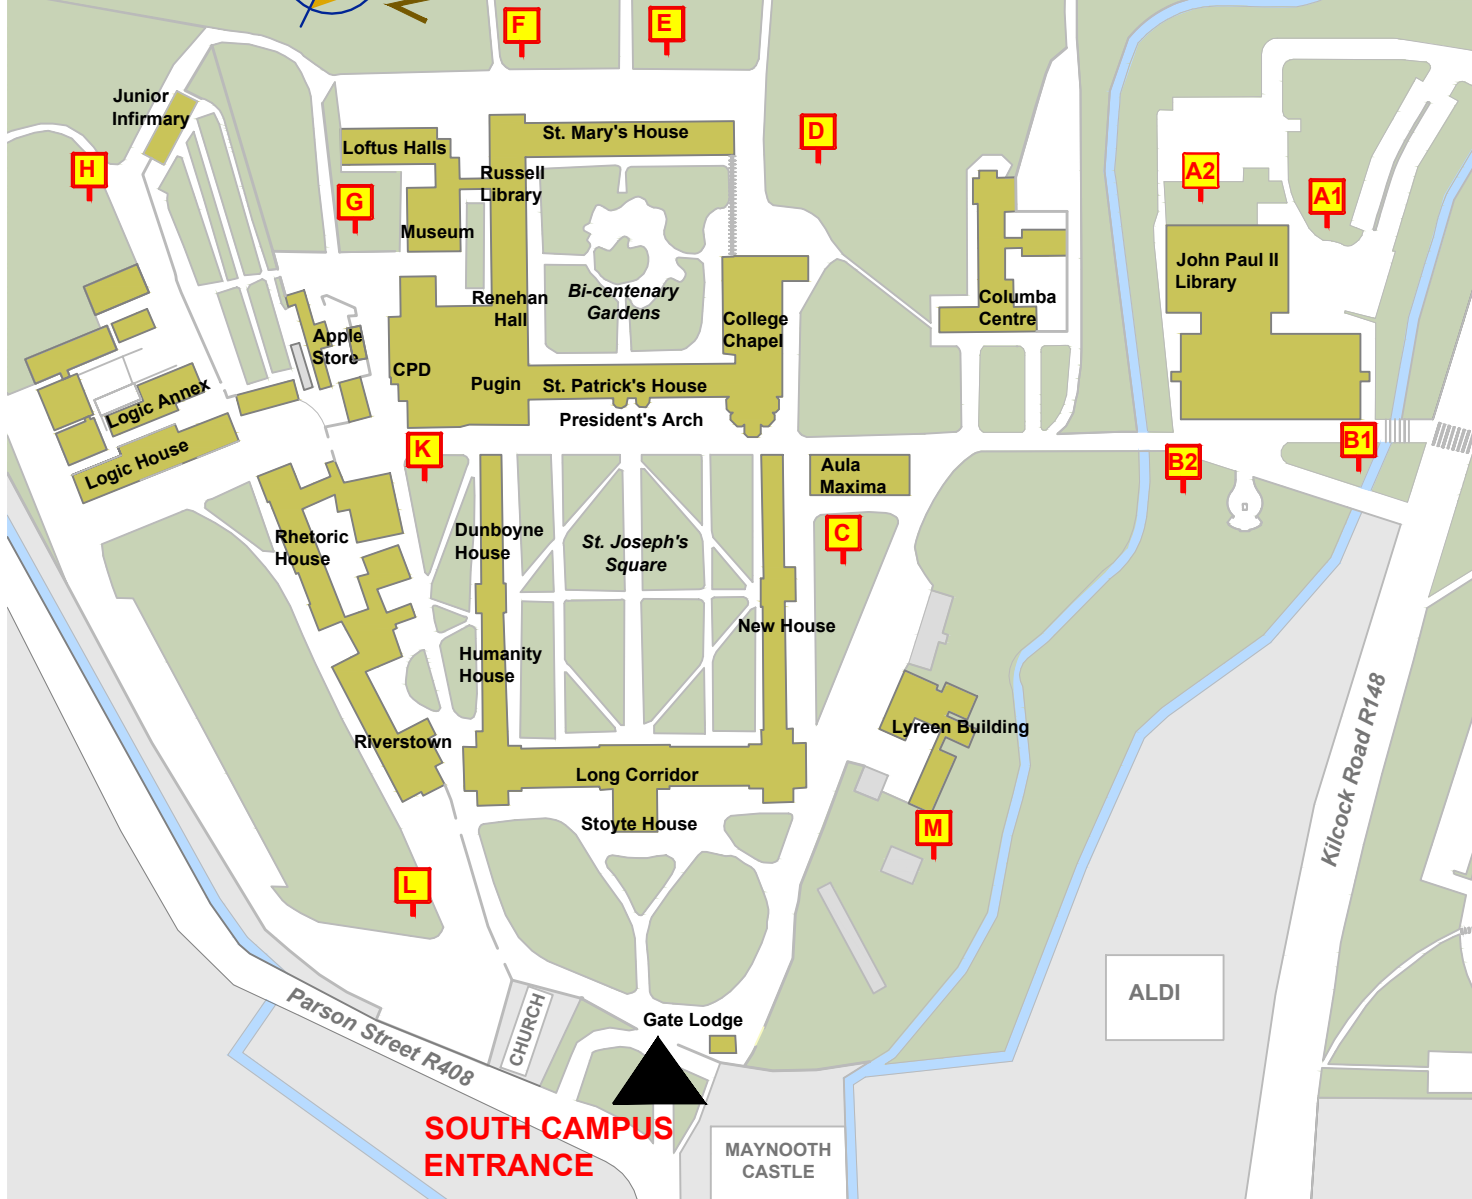 F
E
Junior
Infirmary
D
St. Mary's House
Loftus Halls
H
Russell
Library
A2
A1
G
Museum
John Paul II
Library
Bi-centenary
Gardens
Renehan
Hall
Columba
Centre
College
Chapel
Apple
Store
CPD
Pugin
St. Patrick's House
Logic Annex
President's Arch
K
B1
B2
Logic House
Aula
Maxima
C
Rhetoric
House
Dunboyne
House
St. Joseph's
Square
New House
Humanity
House
Lyreen Building
Riverstown
Long Corridor
Kilcock Road R148
Stoyte House
M
L
ALDI
Parson Street R408
CHURCH
Gate Lodge
SOUTH CAMPUS
ENTRANCE
MAYNOOTH
CASTLE